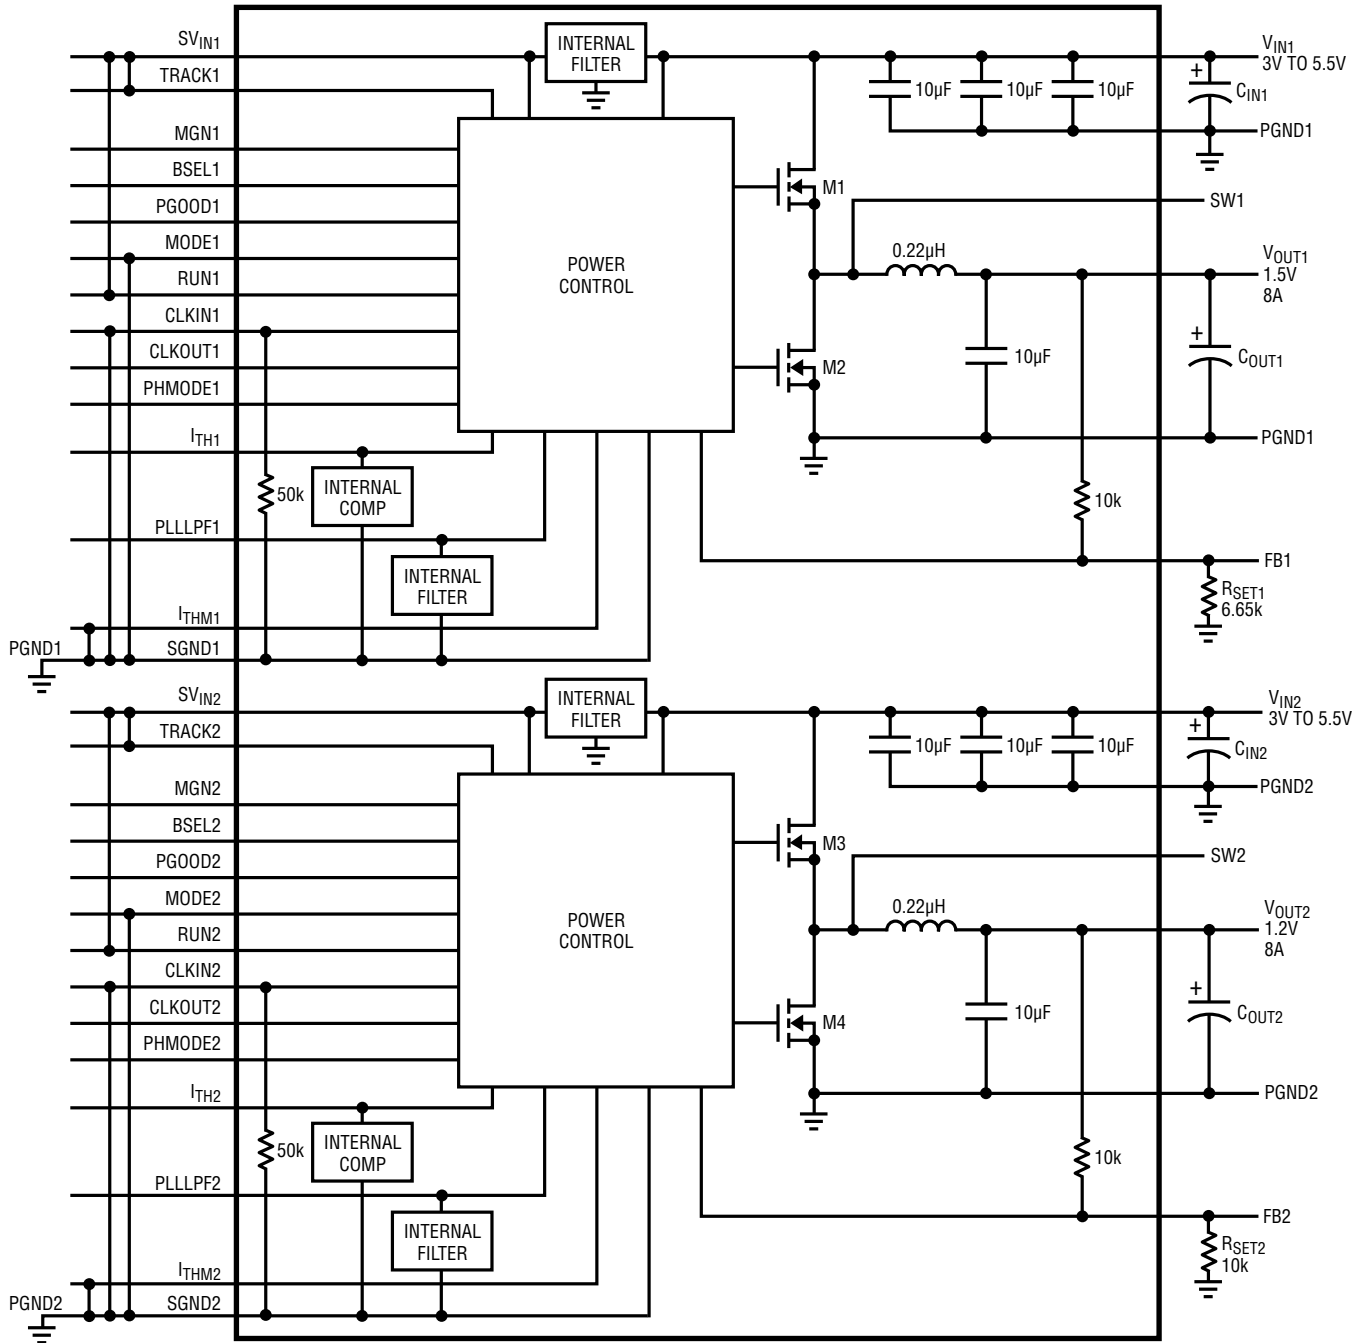 SVIN1
TRACK1
MGN1
BSEL1
PGOOD1
MODE1
RUN1
CLKIN1
CLKOUT1
PHMODE1
ITH1
50k
PLLLPF1
ITHM1
PGND1
SGND1
INTERNAL
FILTER
POWER
CONTROL
INTERNAL
COMP
INTERNAL
FILTER
M1
M2
10µF
10µF
10µF
+
CIN1
VIN1
3V TO 5.5V
PGND1
SW1
0.22µH
VOUT1
1.5V
8A
10µF
+
COUT1
PGND1
10k
FB1
RSET1
6.65k
SVIN2
TRACK2
MGN2
BSEL2
PGOOD2
MODE2
RUN2
CLKIN2
CLKOUT2
PHMODE2
ITH2
50k
PLLLPF2
ITHM2
PGND2
SGND2
INTERNAL
FILTER
POWER
CONTROL
INTERNAL
COMP
INTERNAL
FILTER
M3
M4
10µF
10µF
10µF
+
CIN2
VIN2
3V TO 5.5V
PGND2
SW2
0.22µH
VOUT2
1.2V
8A
10µF
+
COUT2
PGND2
10k
FB2
RSET2
10k